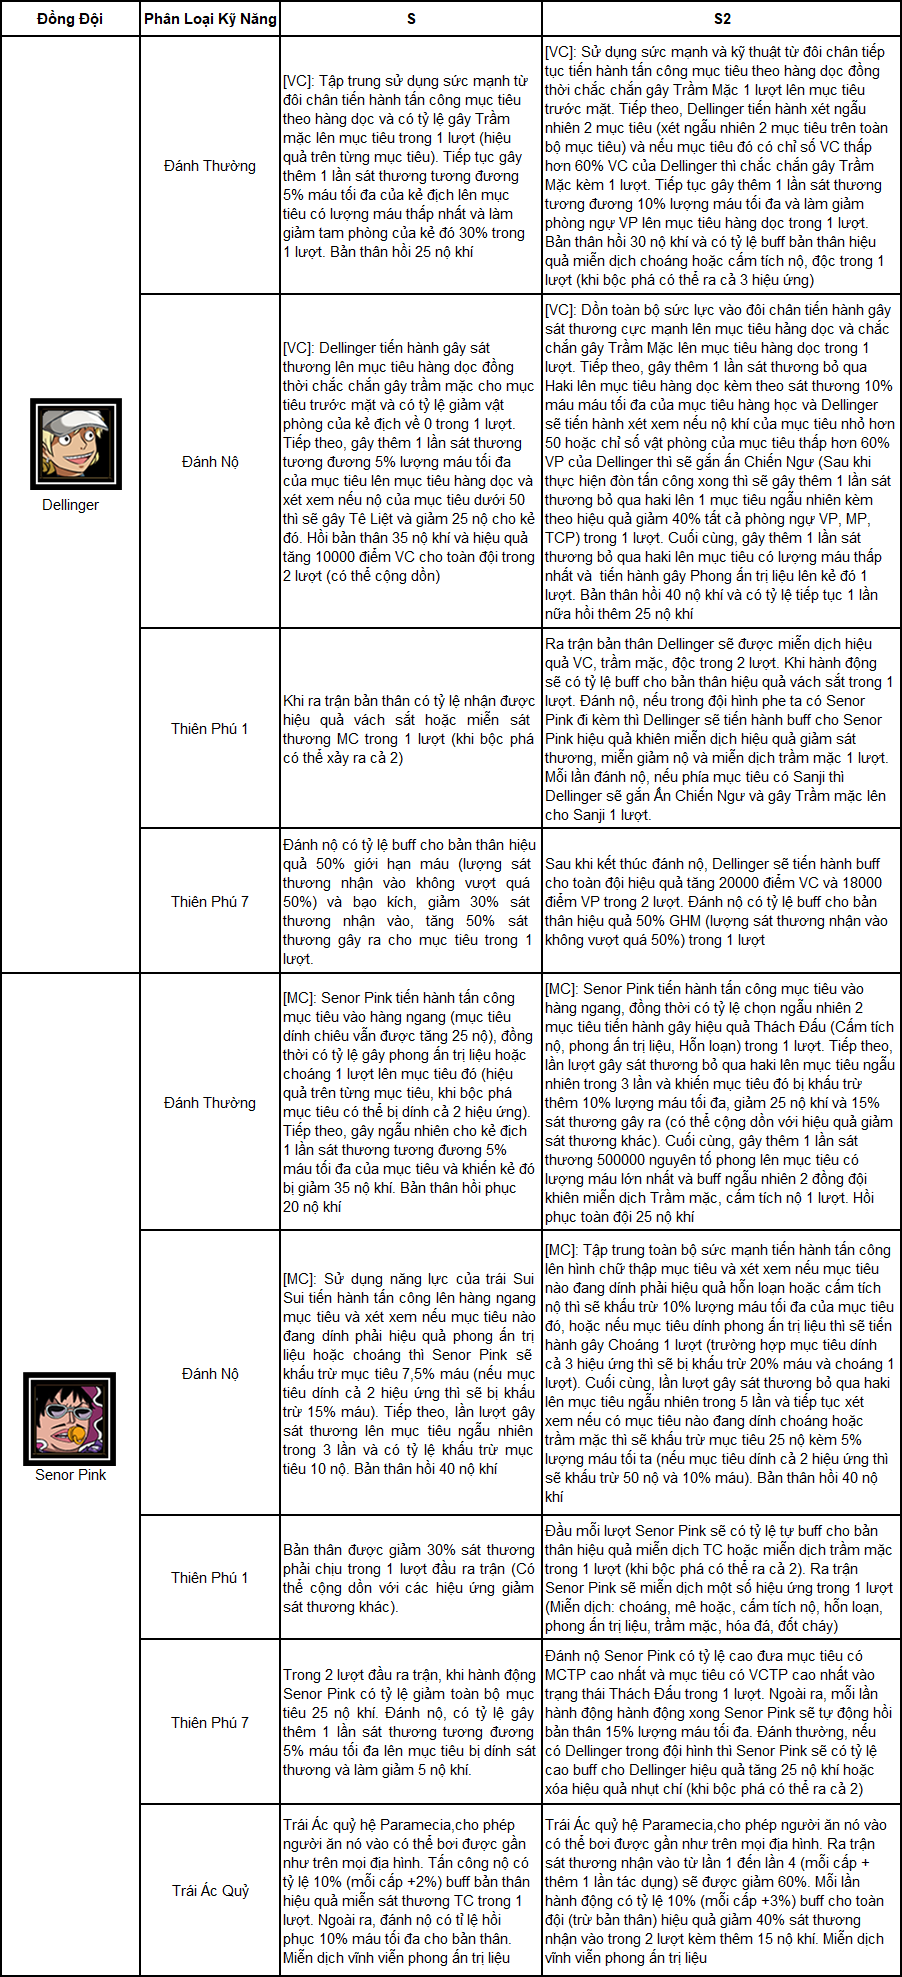 Đồng Đội
Phân Loại Kỹ Năng
S
S2
Dellinger
Đánh Thường
[VC]: Tập trung sử dụng sức mạnh từ
đôi chân tiến hành tấn công mục tiêu
theo hàng dọc và có tỷ lệ gây Trầm
mặc lên mục tiêu trong 1 lượt (hiệu
quả trên từng mục tiêu). Tiếp tục gây
thêm 1 lần sát thương tương đương
5% máu tối đa của kẻ địch lên mục
tiêu có lượng máu thấp nhất và làm
giảm tam phòng của kẻ đó 30% trong
1 lượt. Bản thân hồi 25 nộ khí
[VC]: Sử dụng sức mạnh và kỹ thuật từ đôi chân tiếp
tục tiến hành tấn công mục tiêu theo hàng dọc đồng
thời chắc chắn gây Trầm Mặc 1 lượt lên mục tiêu
trước mặt. Tiếp theo, Dellinger tiến hành xét ngẫu
nhiên 2 mục tiêu (xét ngẫu nhiên 2 mục tiêu trên toàn
bộ mục tiêu) và nếu mục tiêu đó có chỉ số VC thấp
hơn 60% VC của Dellinger thì chắc chắn gây Trầm
Mặc kèm 1 lượt. Tiếp tục gây thêm 1 lần sát thương
tương đương 10% lượng máu tối đa và làm giảm
phòng ngự VP lên mục tiêu hàng dọc trong 1 lượt.
Bản thân hồi 30 nộ khí và có tỷ lệ buff bản thân hiệu
quả miễn dịch choáng hoặc cấm tích nộ, độc trong 1
lượt (khi bộc phá có thể ra cả 3 hiệu ứng)
Đánh Nộ
[VC]: Dellinger tiến hành gây sát
thương lên mục tiêu hàng dọc đồng
thời chắc chắn gây trầm mặc cho mục
tiêu trước mặt và có tỷ lệ giảm vật
phòng của kẻ địch về 0 trong 1 lượt.
Tiếp theo, gây thêm 1 lần sát thương
tương đương 5% lượng máu tối đa
của mục tiêu lên mục tiêu hàng dọc và
xét xem nếu nộ của mục tiêu dưới 50
thì sẽ gây Tê Liệt và giảm 25 nộ cho kẻ
đó. Hồi bản thân 35 nộ khí và hiệu quả
tăng 10000 điểm VC cho toàn đội trong
2 lượt (có thể cộng dồn)
[VC]: Dồn toàn bộ sức lực vào đôi chân tiến hành gây
sát thương cực mạnh lên mục tiêu hảng dọc và chắc
chắn gây Trầm Mặc lên mục tiêu hàng dọc trong 1
lượt. Tiếp theo, gây thêm 1 lần sát thương bỏ qua
Haki lên mục tiêu hàng dọc kèm theo sát thương 10%
máu máu tối đa của mục tiêu hàng học và Dellinger
sẽ tiến hành xét xem nếu nộ khí của mục tiêu nhỏ hơn
50 hoặc chỉ số vật phòng của mục tiêu thấp hơn 60%
VP của Dellinger thì sẽ gắn ấn Chiến Ngư (Sau khi
thực hiện đòn tấn công xong thì sẽ gây thêm 1 lần sát
thương bỏ qua haki lên 1 mục tiêu ngẫu nhiên kèm
theo hiệu quả giảm 40% tất cả phòng ngự VP, MP,
TCP) trong 1 lượt. Cuối cùng, gây thêm 1 lần sát
thương bỏ qua haki lên mục tiêu có lượng máu thấp
nhất và  tiến hành gây Phong ấn trị liệu lên kẻ đó 1
lượt. Bản thân hồi 40 nộ khí và có tỷ lệ tiếp tục 1 lần
nữa hồi thêm 25 nộ khí
Thiên Phú 1
Khi ra trận bản thân có tỷ lệ nhận được
hiệu quả vách sắt hoặc miễn sát
thương MC trong 1 lượt (khi bộc phá
có thể xảy ra cả 2)
Ra trận bản thân Dellinger sẽ được miễn dịch hiệu
quả VC, trầm mặc, độc trong 2 lượt. Khi hành động
sẽ có tỷ lệ buff cho bản thân hiệu quả vách sắt trong 1
lượt. Đánh nộ, nếu trong đội hình phe ta có Senor
Pink đi kèm thì Dellinger sẽ tiến hành buff cho Senor
Pink hiệu quả khiên miễn dịch hiệu quả giảm sát
thương, miễn giảm nộ và miễn dịch trầm mặc 1 lượt.
Mỗi lần đánh nộ, nếu phía mục tiêu có Sanji thì
Dellinger sẽ gắn Ấn Chiến Ngư và gây Trầm mặc lên
cho Sanji 1 lượt.
Thiên Phú 7
Đánh nộ có tỷ lệ buff cho bản thân hiệu
quả 50% giới hạn máu (lượng sát
thương nhận vào không vượt quá
50%) và bạo kích, giảm 30% sát
thương nhận vào, tăng 50% sát
thương gây ra cho mục tiêu trong 1
lượt.
Sau khi kết thúc đánh nộ, Dellinger sẽ tiến hành buff
cho toàn đội hiệu quả tăng 20000 điểm VC và 18000
điểm VP trong 2 lượt. Đánh nộ có tỷ lệ buff cho bản
thân hiệu quả 50% GHM (lượng sát thương nhận vào
không vượt quá 50%) trong 1 lượt
Senor Pink
Đánh Thường
[MC]: Senor Pink tiến hành tấn công
mục tiêu vào hàng ngang (mục tiêu
dính chiêu vẫn được tăng 25 nộ), đồng
thời có tỷ lệ gây phong ấn trị liệu hoặc
choáng 1 lượt lên mục tiêu đó (hiệu
quả trên từng mục tiêu, khi bộc phá
mục tiêu có thể bị dính cả 2 hiệu ứng).
Tiếp theo, gây ngẫu nhiên cho kẻ địch
1 lần sát thương tương đương 5%
máu tối đa của mục tiêu và khiến kẻ đó
bị giảm 35 nộ khí. Bản thân hồi phục
20 nộ khí
[MC]: Senor Pink tiến hành tấn công mục tiêu vào
hàng ngang, đồng thời có tỷ lệ chọn ngẫu nhiên 2
mục tiêu tiến hành gây hiệu quả Thách Đấu (Cấm tích
nộ, phong ấn trị liệu, Hỗn loạn) trong 1 lượt. Tiếp theo,
lần lượt gây sát thương bỏ qua haki lên mục tiêu ngẫu
nhiên trong 3 lần và khiến mục tiêu đó bị khấu trừ
thêm 10% lượng máu tối đa, giảm 25 nộ khí và 15%
sát thương gây ra (có thể cộng dồn với hiệu quả giảm
sát thương khác). Cuối cùng, gây thêm 1 lần sát
thương 500000 nguyên tố phong lên mục tiêu có
lượng máu lớn nhất và buff ngẫu nhiên 2 đồng đội
khiên miễn dịch Trầm mặc, cấm tích nộ 1 lượt. Hồi
phục toàn đội 25 nộ khí
Đánh Nộ
[MC]: Sử dụng năng lực của trái Sui
Sui tiến hành tấn công lên hàng ngang
mục tiêu và xét xem nếu mục tiêu nào
đang dính phải hiệu quả phong ấn trị
liệu hoặc choáng thì Senor Pink sẽ
khấu trừ mục tiêu 7,5% máu (nếu mục
tiêu dính cả 2 hiệu ứng thì sẽ bị khấu
trừ 15% máu). Tiếp theo, lần lượt gây
sát thương lên mục tiêu ngẫu nhiên
trong 3 lần và có tỷ lệ khấu trừ mục
tiêu 10 nộ. Bản thân hồi 40 nộ khí
[MC]: Tập trung toàn bộ sức mạnh tiến hành tấn công
lên hình chữ thập mục tiêu và xét xem nếu mục tiêu
nào đang dính phải hiệu quả hỗn loạn hoặc cấm tích
nộ thì sẽ khấu trừ 10% lượng máu tối đa của mục tiêu
đó, hoặc nếu mục tiêu dính phong ấn trị liệu thì sẽ tiến
hành gây Choáng 1 lượt (trường hợp mục tiêu dính
cả 3 hiệu ứng thì sẽ bị khấu trừ 20% máu và choáng 1
lượt). Cuối cùng, lần lượt gây sát thương bỏ qua haki
lên mục tiêu ngẫu nhiên trong 5 lần và tiếp tục xét
xem nếu có mục tiêu nào đang dính choáng hoặc
trầm mặc thì sẽ khấu trừ mục tiêu 25 nộ kèm 5%
lượng máu tối ta (nếu mục tiêu dính cả 2 hiệu ứng thì
sẽ khấu trừ 50 nộ và 10% máu). Bản thân hồi 40 nộ
khí
Thiên Phú 1
Bản thân được giảm 30% sát thương
phải chịu trong 1 lượt đầu ra trận (Có
thể cộng dồn với các hiệu ứng giảm
sát thương khác).
Đầu mỗi lượt Senor Pink sẽ có tỷ lệ tự buff cho bản
thân hiệu quả miễn dịch TC hoặc miễn dịch trầm mặc
trong 1 lượt (khi bộc phá có thể ra cả 2). Ra trận
Senor Pink sẽ miễn dịch một số hiệu ứng trong 1 lượt
(Miễn dịch: choáng, mê hoặc, cấm tích nộ, hỗn loạn,
phong ấn trị liệu, trầm mặc, hóa đá, đốt cháy)
Thiên Phú 7
Trong 2 lượt đầu ra trận, khi hành động
Senor Pink có tỷ lệ giảm toàn bộ mục
tiêu 25 nộ khí. Đánh nộ, có tỷ lệ gây
thêm 1 lần sát thương tương đương
5% máu tối đa lên mục tiêu bị dính sát
thương và làm giảm 5 nộ khí.
Đánh nộ Senor Pink có tỷ lệ cao đưa mục tiêu có
MCTP cao nhất và mục tiêu có VCTP cao nhất vào
trạng thái Thách Đấu trong 1 lượt. Ngoài ra, mỗi lần
hành động hành động xong Senor Pink sẽ tự động hồi
bản thân 15% lượng máu tối đa. Đánh thường, nếu
có Dellinger trong đội hình thì Senor Pink sẽ có tỷ lệ
cao buff cho Dellinger hiệu quả tăng 25 nộ khí hoặc
xóa hiệu quả nhụt chí (khi bộc phá có thể ra cả 2)
Trái Ác Quỷ
Trái Ác quỷ hệ Paramecia,cho phép
người ăn nó vào có thể bơi được gần
như trên mọi địa hình. Tấn công nộ có
tỷ lệ 10% (mỗi cấp +2%) buff bản thân
hiệu quả miễn sát thương TC trong 1
lượt. Ngoài ra, đánh nộ có tỉ lệ hồi
phục 10% máu tối đa cho bản thân.
Miễn dịch vĩnh viễn phong ấn trị liệu
Trái Ác quỷ hệ Paramecia,cho phép người ăn nó vào
có thể bơi được gần như trên mọi địa hình. Ra trận
sát thương nhận vào từ lần 1 đến lần 4 (mỗi cấp +
thêm 1 lần tác dụng) sẽ được giảm 60%. Mỗi lần
hành động có tỷ lệ 10% (mỗi cấp +3%) buff cho toàn
đội (trừ bản thân) hiệu quả giảm 40% sát thương
nhận vào trong 2 lượt kèm thêm 15 nộ khí. Miễn dịch
vĩnh viễn phong ấn trị liệu